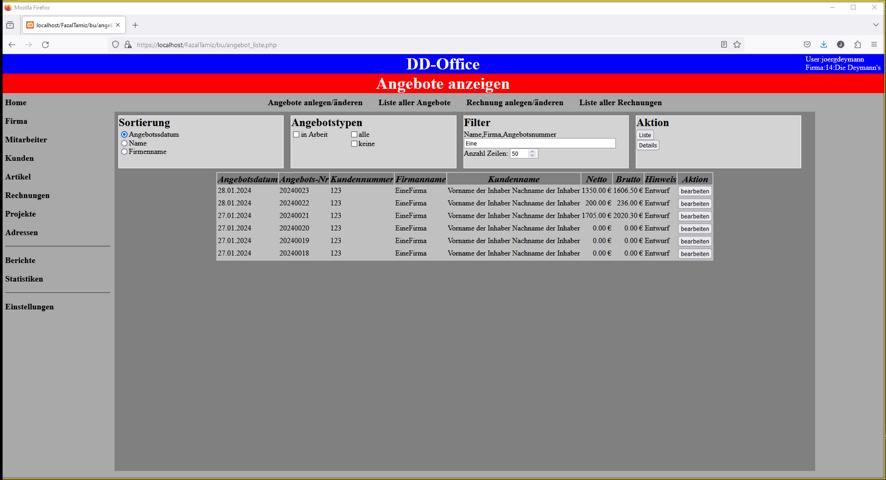 Mozilla Firefox
localhost/FazalTamiz/bu/angeb
https://localhost/FazalTamiz/bu/angebot_liste.php
DD-Office
User:joergdeymann
Firma:14:Die Deymann's
Angebote anzeigen
Home
Firma
Mitarbeiter
Kunden
Artikel
Rechnungen
Projekte
Adressen
Berichte
Statistiken
Einstellungen
Angebote anlegen/änderen Liste aller Angebote Rechnung anlegen/änderen Liste aller Rechnungen
Sortierung
Angebotsdatum
Name
Firmenname
Angebotstypen
in Arbeit alle
keine
Filter
Name,Firma,Angebotsnummer
Eine
Anzahl Zeilen: 50
Aktion
Liste
Details
Angebotsdatum Angebots-Nr Kundennummer Firmanname Kundenname Netto Brutto Hinweis Aktion
28.01.2024 20240023 123 EineFirma Vorname der Inhaber Nachname der Inhaber 1350.00 € 1606.50 € Entwurf bearbeiten
28.01.2024 20240022 123 EineFirma Vorname der Inhaber Nachname der Inhaber 200.00 € 236.00 € Entwurf bearbeiten
27.01.2024 20240021 123 EineFirma Vorname der Inhaber Nachname der Inhaber 1705.00 € 2020.30 € Entwurf bearbeiten
27.01.2024 20240020 123 EineFirma Vorname der Inhaber Nachname der Inhaber 0.00 € 0.00 € Entwurf bearbeiten
27.01.2024 20240019 123 EineFirma Vorname der Inhaber Nachname der Inhaber 0.00 € 0.00 € Entwurf bearbeiten
27.01.2024 20240018 123 EineFirma Vorname der Inhaber Nachname der Inhaber 0.00 € 0.00 € Entwurf bearbeiten